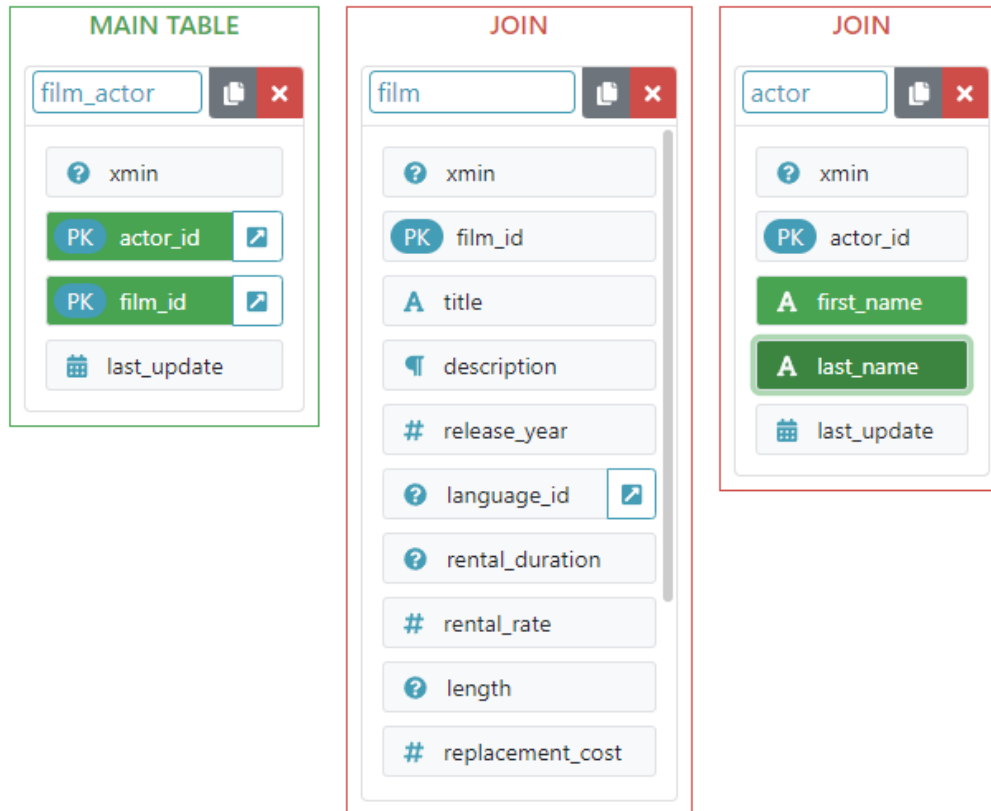 MAIN TABLE
film_actor
xmin
PK actor_id
PK film_id
last_update
JOIN
film
xmin
PK film_id
A title
description
# release_year
language_id
rental_duration
# rental_rate
length
# replacement_cost
JOIN
actor
xmin
PK actor_id
A first_name
A last_name
last_update